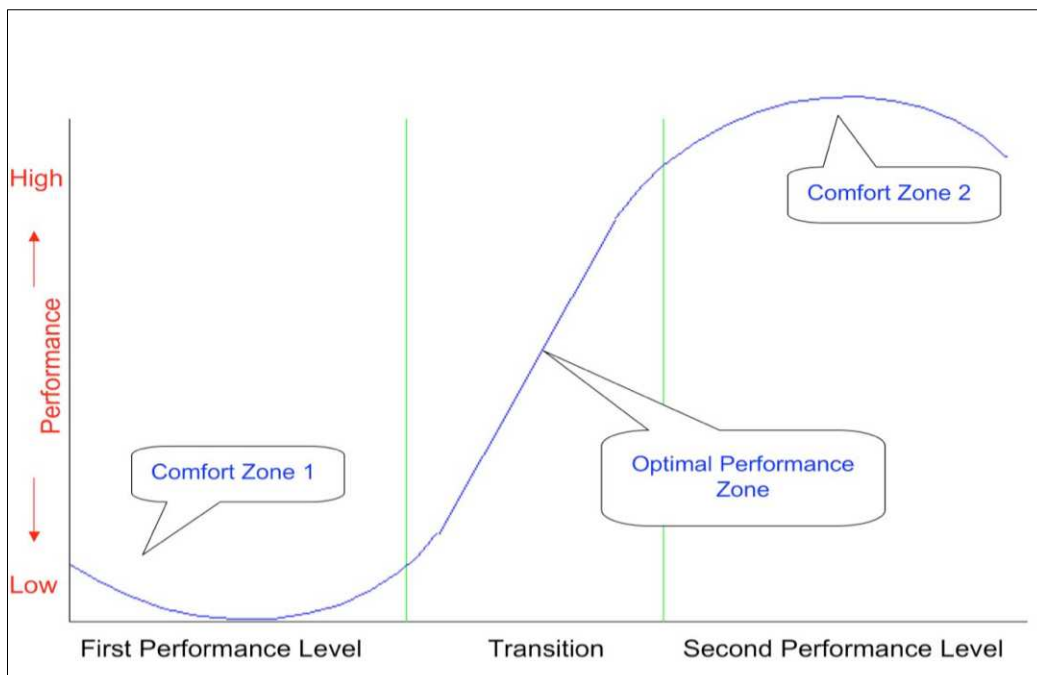 High
Comfort Zone 2
Performance
Comfort Zone 1
Optimal Performance
Zone
Low
First Performance Level
Transition
Second Performance Level